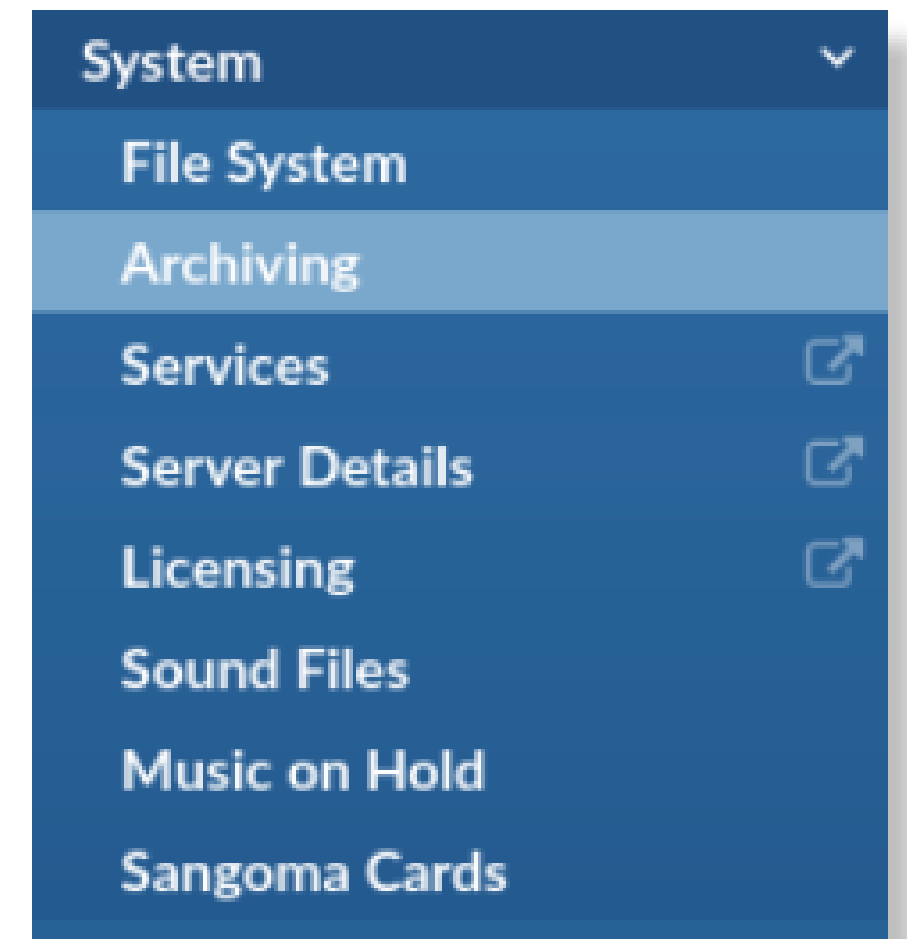 System
File System
Archiving
Services
Server Details
Licensing
Sound Files
Music on Hold
Sangoma Cards